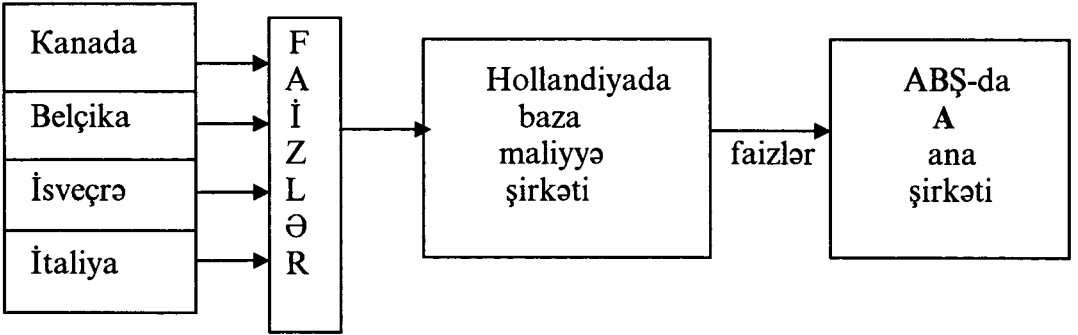 Kanada
Belçika
İsveçrə
İtaliya
F
A
İ
Z
L
Ə
R
Hollandiyada
baza
maliyyə
şirkəti
faizlər
ABŞ-da
A
ana
şirkəti